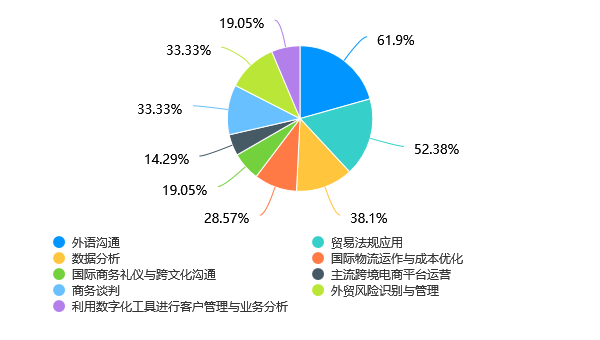 19.05%
61.9%
33.33%
33.33%
52.38%
14.29%
19.05%
28.57%
38.1%
外语沟通
贸易法规应用
数据分析
国际物流运作与成本优化
国际商务礼仪与跨文化沟通
主流跨境电商平台运营
商务谈判
外贸风险识别与管理
利用数字化工具进行客户管理与业务分析